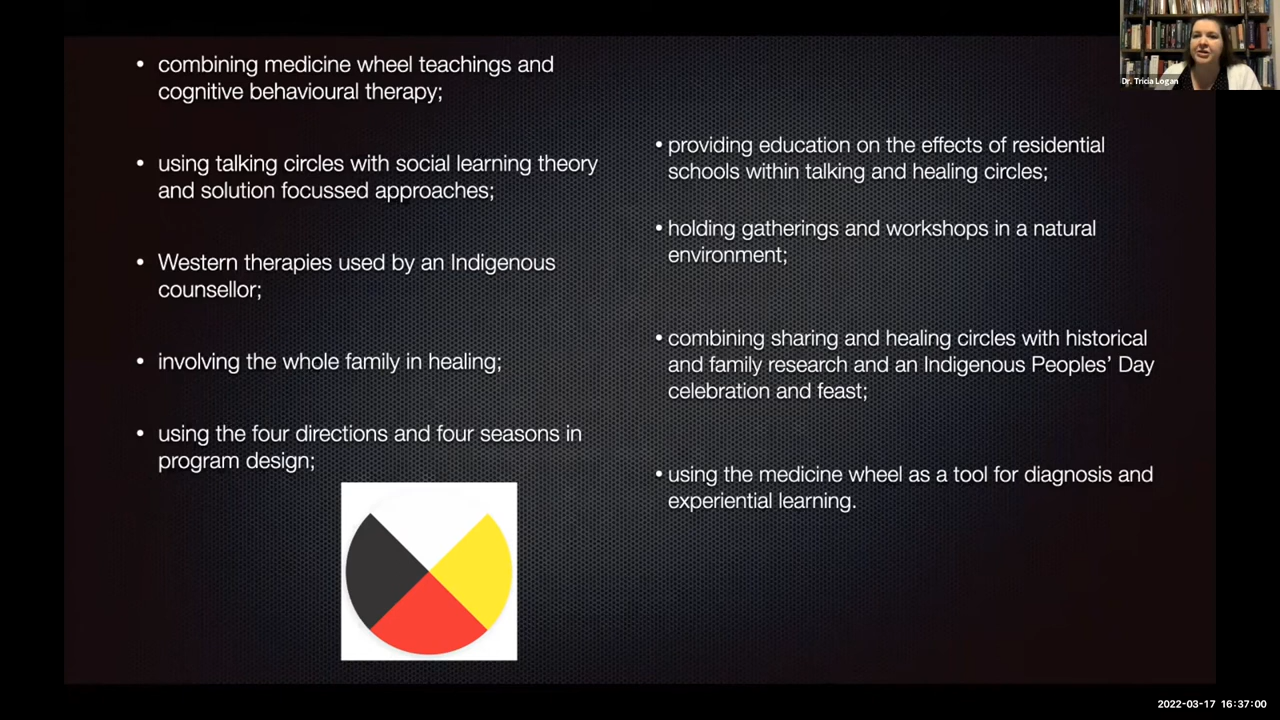 • combining medicine wheel teachings and
cognitive behavioural therapy;
• using talking circles with social learning theory
and solution focussed approaches;
• Western therapies used by an Indigenous
counsellor;
• involving the whole family in healing;
• using the four directions and four seasons in
program design;
• providing education on the effects of residential
schools within talking and healing circles;
• holding gatherings and workshops in a natural
environment;
• combining sharing and healing circles with historical
and family research and an Indigenous Peoples’ Day
celebration and feast;
• using the medicine wheel as a tool for diagnosis and
experiential learning.
Dr. Tricia Logan
2022-03-17 16:37:00